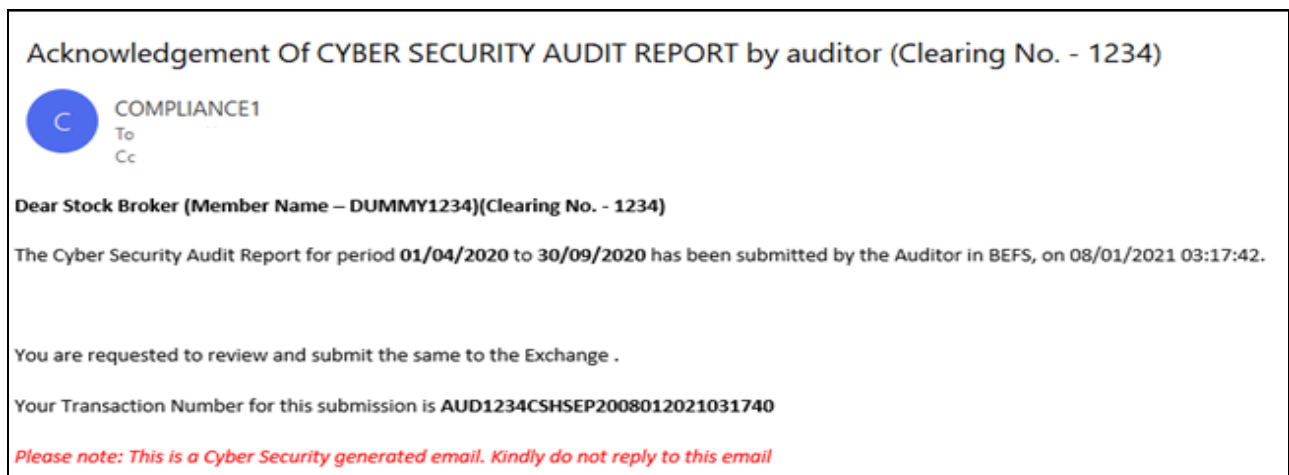 Acknowledgement Of CYBER SECURITY AUDIT REPORT by auditor (Clearing No. - 1234)
C
COMPLIANCE1
To
Cc
Dear Stock Broker (Member Name – DUMMY1234)(Clearing No. - 1234)
The Cyber Security Audit Report for period 01/04/2020 to 30/09/2020 has been submitted by the Auditor in BEFS, on 08/01/2021 03:17:42.
You are requested to review and submit the same to the Exchange .
Your Transaction Number for this submission is AUD1234CSHSEP2008012021031740
Please note: This is a Cyber Security generated email. Kindly do not reply to this email